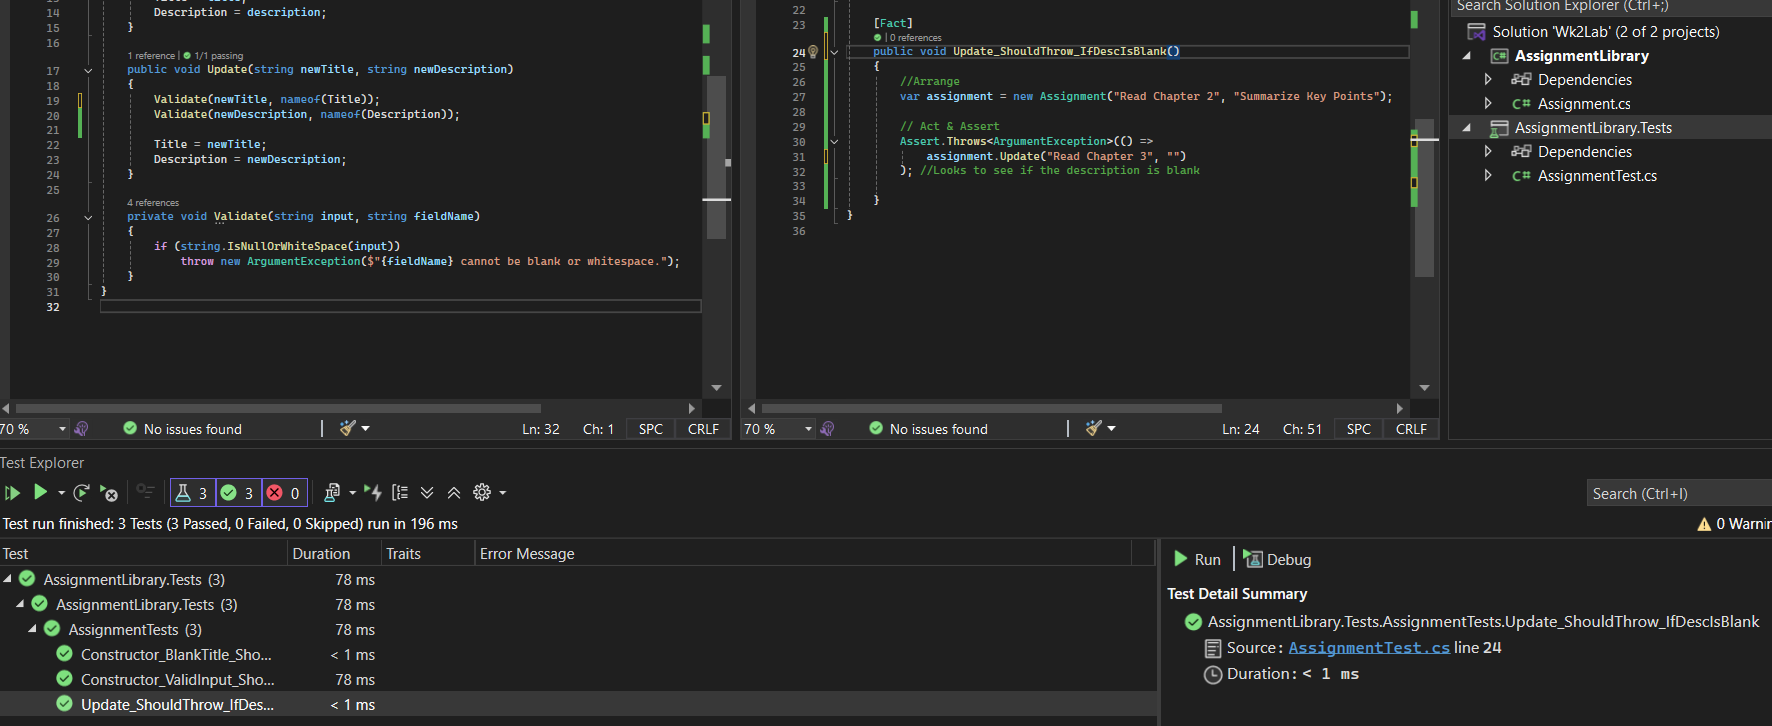 14 Description = description;
15 }
16
1 reference | 1/1 passing
17 public void Update(string newTitle, string newDescription)
18 {
19 Validate(newTitle, nameof(Title));
20 Validate(newDescription, nameof(Description));
21
22 Title = newTitle;
23 Description = newDescription;
24 }
25
4 references
26 private void Validate(string input, string fieldName)
27 {
28 if (string.IsNullOrWhiteSpace(input))
29 throw new ArgumentException($"{fieldName} cannot be blank or whitespace.");
30 }
31 }
32
70 % No issues found Ln: 32 Ch: 1 SPC CRLF
22
23 [Fact]
| 0 references
24 public void Update_ShouldThrow_IfDescIsBlank()
25 {
26 //Arrange
27 var assignment = new Assignment("Read Chapter 2", "Summarize Key Points");
28
29 // Act & Assert
30 Assert.Throws<ArgumentException>(() =>
31 assignment.Update("Read Chapter 3", "")
32 ); //Looks to see if the description is blank
33
34 }
35 }
36
70 % No issues found Ln: 24 Ch: 51 SPC CRLF
Search Solution Explorer (Ctrl+;)
Solution 'Wk2Lab' (2 of 2 projects)
C# AssignmentLibrary
Dependencies
C# Assignment.cs
AssignmentLibrary.Tests
Dependencies
C# AssignmentTest.cs
Test Explorer
3 3 0
Search (Ctrl+I)
Test run finished: 3 Tests (3 Passed, 0 Failed, 0 Skipped) run in 196 ms
0 Warnin
Test Duration Traits Error Message
AssignmentLibrary.Tests (3) 78 ms
AssignmentLibrary.Tests (3) 78 ms
AssignmentTests (3) 78 ms
Constructor_BlankTitle_Sho... < 1 ms
Constructor_ValidInput_Sho... 78 ms
Update_ShouldThrow_IfDes... < 1 ms
Run | Debug
Test Detail Summary
AssignmentLibrary.Tests.AssignmentTests.Update_ShouldThrow_IfDescIsBlank
Source: AssignmentTest.cs line 24
Duration: < 1 ms